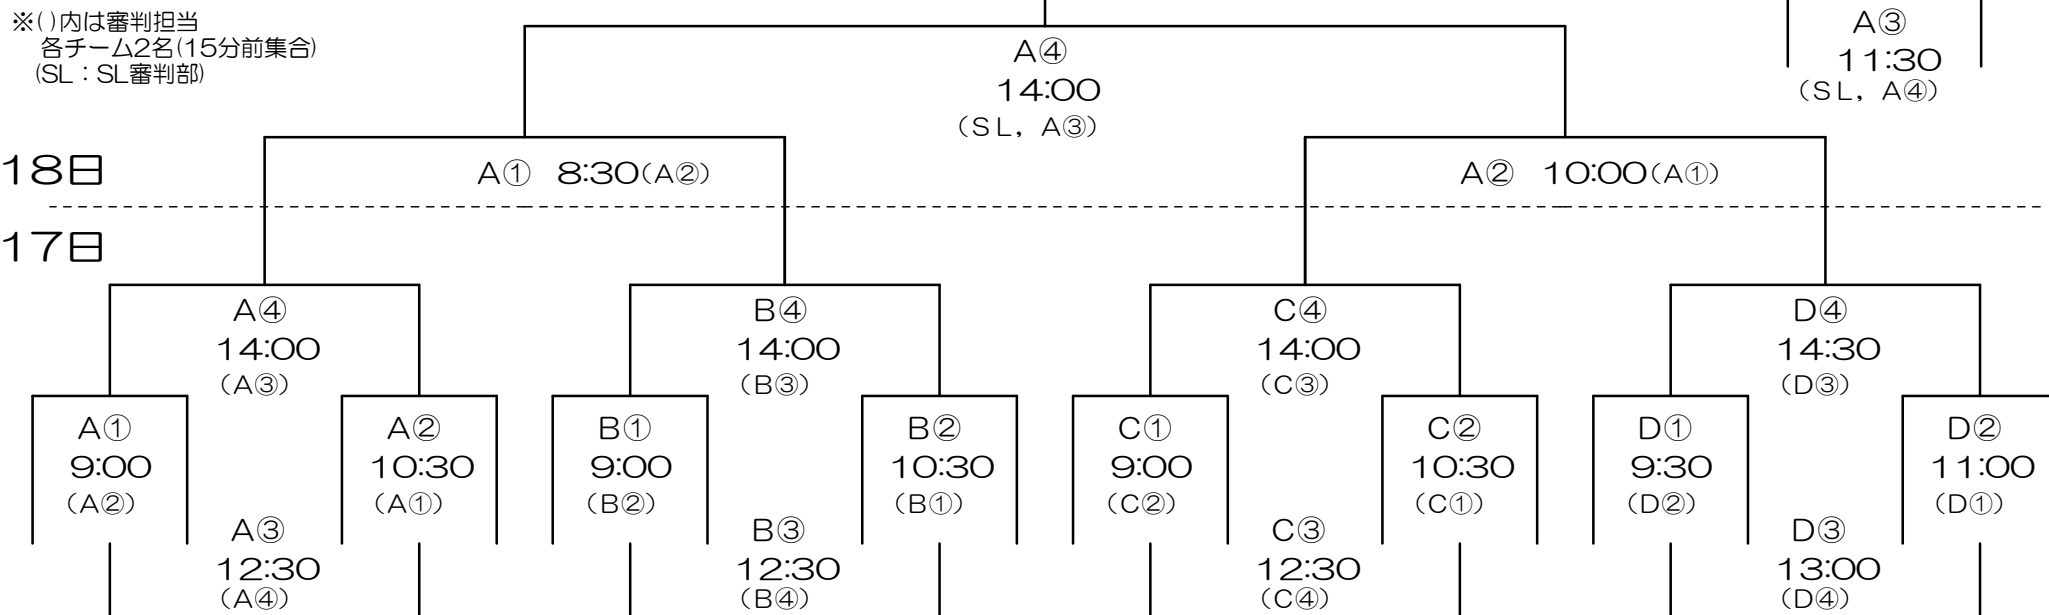 ※()内は審判担当
各チーム2名(15分前集合)
(SL：SL審判部)
A④
14:00
(SL，A③)
A③
11:30
(SL，A④)
18日
A① 8:30(A②)
A② 10:00(A①)
17日
A④
14:00
(A③)
B④
14:00
(B③)
C④
14:00
(C③)
D④
14:30
(D③)
A①
9:00
(A②)
A②
10:30
(A①)
B①
9:00
(B②)
B②
10:30
(B①)
C①
9:00
(C②)
C②
10:30
(C①)
D①
9:30
(D②)
D②
11:00
(D①)
A③
12:30
(A④)
B③
12:30
(B④)
C③
12:30
(C④)
D③
13:00
(D④)